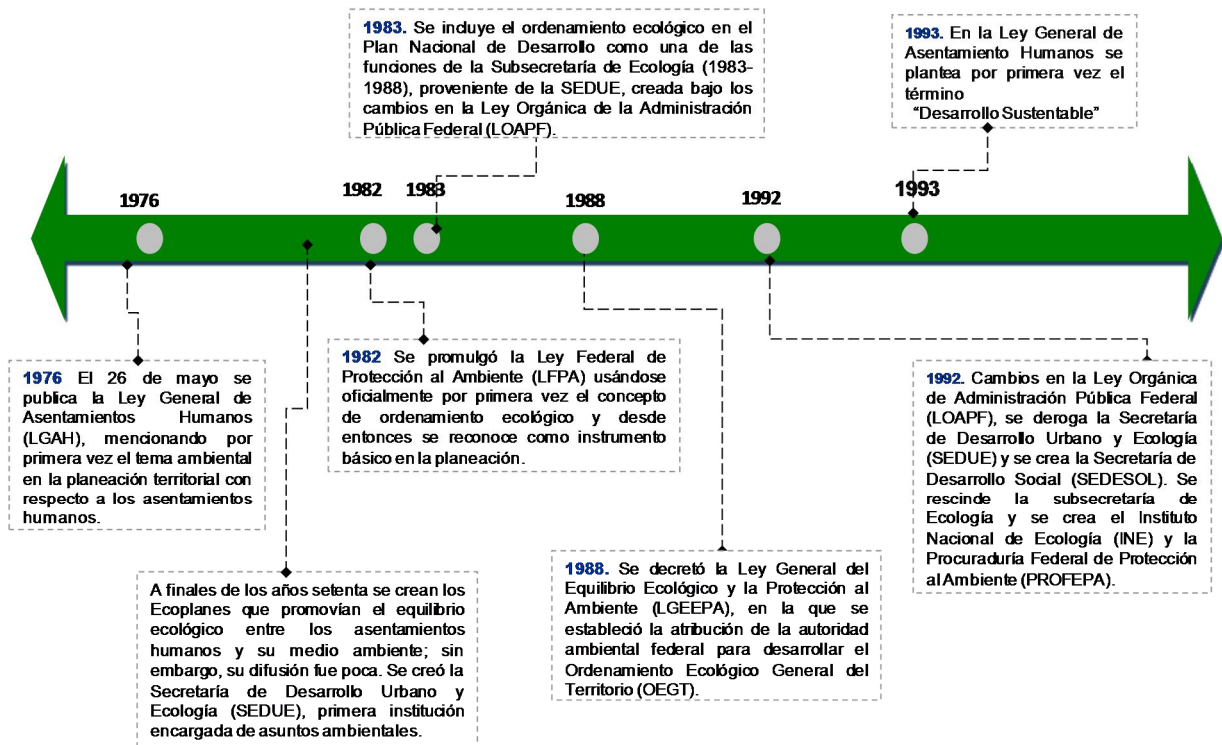 1983. Se incluye el ordenamiento ecológico en el
Plan Nacional de Desarrollo como una de las
funciones de la Subsecretaría de Ecología (1983-
1988), proveniente de la SEDUE, creada bajo los
cambios en la Ley Orgánica de la Administración
Pública Federal (LOAPF).
1993. En la Ley General de
Asentamiento Humanos se
plantea por primera vez el
término
“Desarrollo Sustentable”
1976
1982
1983
1988
1992
1993
1976 El 26 de mayo se
publica la Ley General de
Asentamientos Humanos
(LGAH), mencionando por
primera vez el tema ambiental
en la planeación territorial con
respecto a los asentamientos
humanos.
A finales de los años setenta se crean los
Ecoplanes que promovían el equilibrio
ecológico entre los asentamientos
humanos y su medio ambiente; sin
embargo, su difusión fue poca. Se creó la
Secretaría de Desarrollo Urbano y
Ecología (SEDUE), primera institución
encargada de asuntos ambientales.
1982 Se promulgó la Ley Federal de
Protección al Ambiente (LFPA) usándose
oficialmente por primera vez el concepto
de ordenamiento ecológico y desde
entonces se reconoce como instrumento
básico en la planeación.
1988. Se decretó la Ley General del
Equilibrio Ecológico y la Protección al
Ambiente (LGEEPA), en la que se
estableció la atribución de la autoridad
ambiental federal para desarrollar el
Ordenamiento Ecológico General del
Territorio (OEGT).
1992. Cambios en la Ley Orgánica
de Administración Pública Federal
(LOAPF), se deroga la Secretaría
de Desarrollo Urbano y Ecología
(SEDUE) y se crea la Secretaría de
Desarrollo Social (SEDESOL). Se
rescinde la subsecretaría de
Ecología y se crea el Instituto
Nacional de Ecología (INE) y la
Procuraduría Federal de Protección
al Ambiente (PROFEPA).